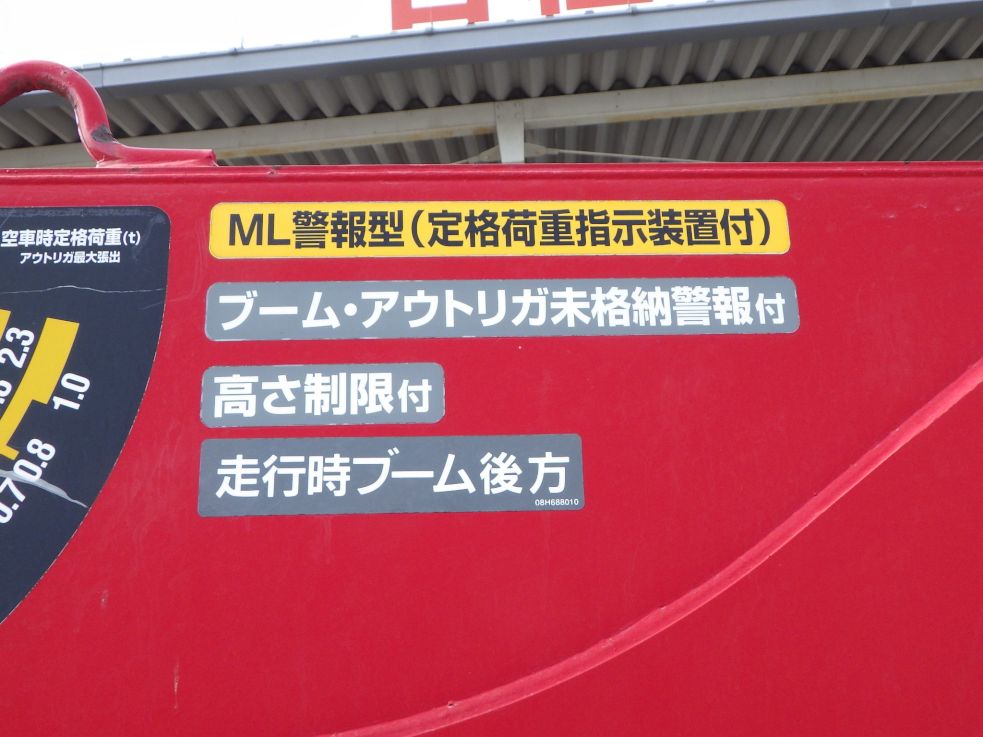 空車時定格荷重(t)
アウトリガ最大張出
2.3
1.0
0.8
0.7
ML警報型(定格荷重指示装置付)
ブーム・アウトリガ未格納警報付
高さ制限付
走行時ブーム後方
08H688010